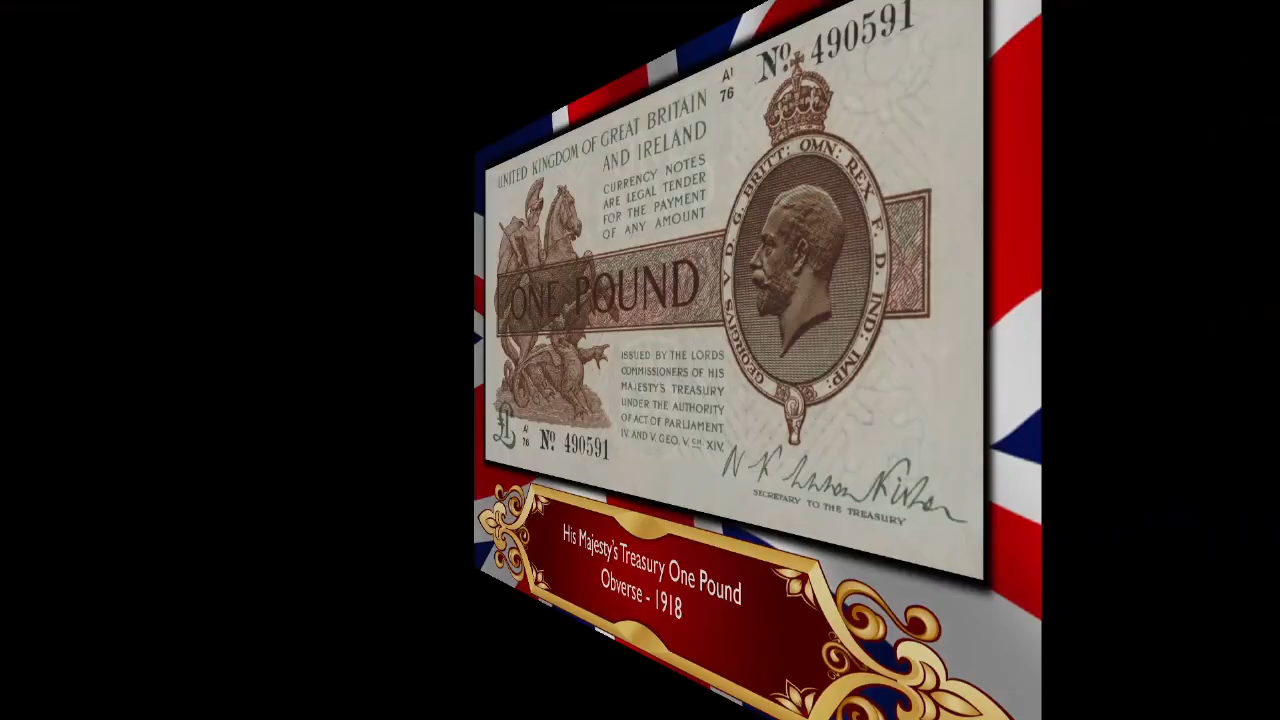 AI
76
Nº 490591
UNITED KINGDOM OF GREAT BRITAIN
AND IRELAND
CURRENCY NOTES
ARE LEGAL TENDER
FOR THE PAYMENT
OF ANY AMOUNT
GEORGIVS V D. G. BRITT: OMN: REX F. D. IND: IMP:
ONE POUND
ISSUED BY THE LORDS
COMMISSIONERS OF HIS
MAJESTY'S TREASURY
UNDER THE AUTHORITY
OF ACT OF PARLIAMENT
IV AND V. GEO. V. CH. XIV.
£1
AI
76
Nº 490591
SECRETARY TO THE TREASURY
His Majesty's Treasury One Pound
Obverse - 1918